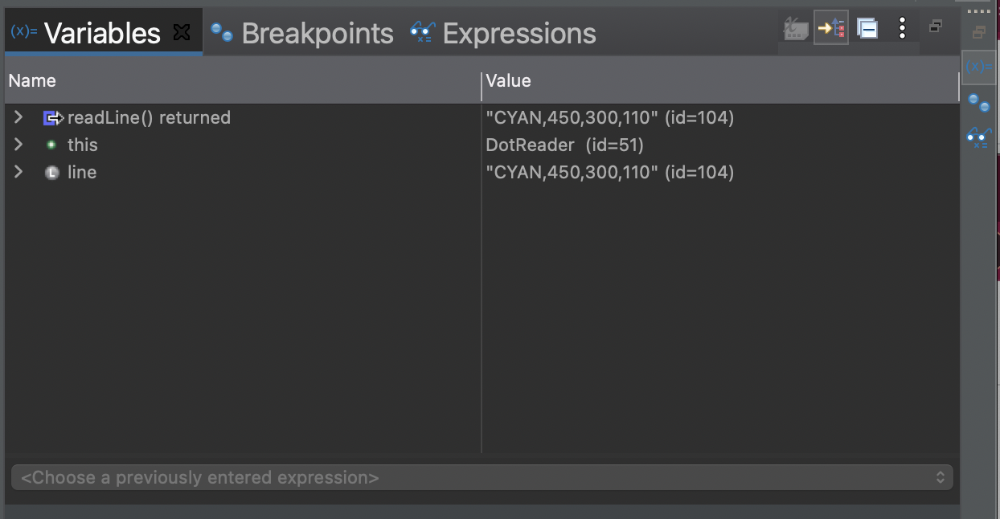 (x)= Variables Breakpoints Expressions
Name Value
readLine() returned "CYAN,450,300,110" (id=104)
this DotReader (id=51)
L line "CYAN,450,300,110" (id=104)
<Choose a previously entered expression>
(x)=